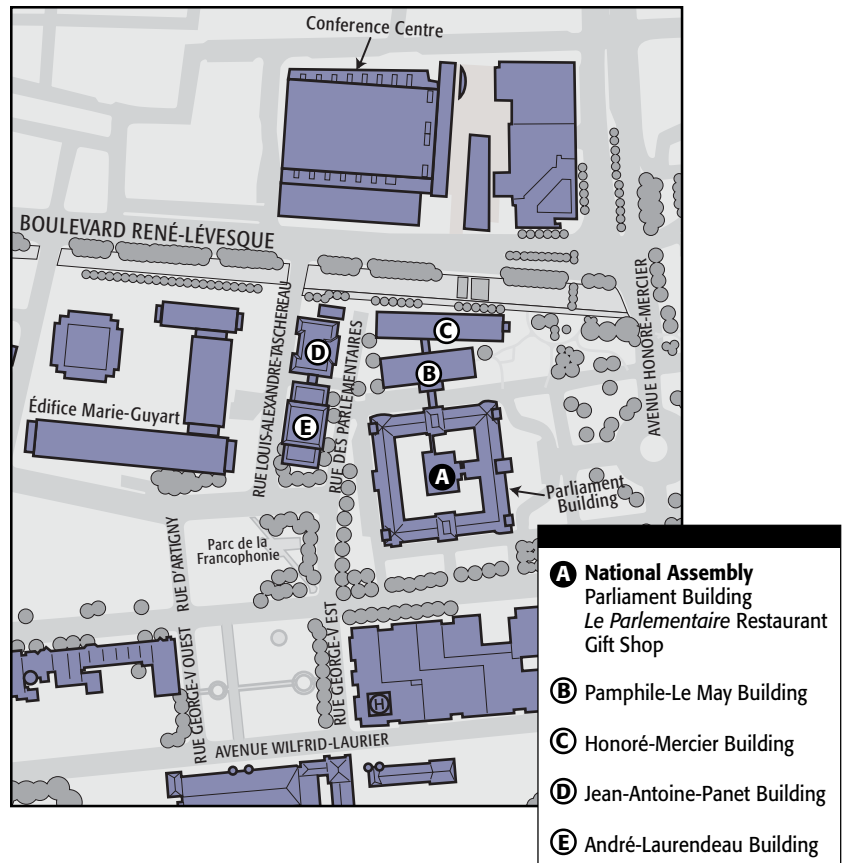 Conference Centre
BOULEVARD RENÉ-LÉVESQUE
AVENUE HONORÉ-MERCIER
RUE LOUIS-ALEXANDRE-TASCHEREAU
RUE DES PARLEMENTAIRES
C
D
B
Édifice Marie-Guyart
E
A
Parliament
Building
RUE D'ARTIGNY
Parc de la
Francophonie
RUE GEORGE-V OUEST
RUE GEORGE-V EST
H
AVENUE WILFRID-LAURIER
A National Assembly
Parliament Building
Le Parlementaire Restaurant
Gift Shop
B Pamphile-Le May Building
C Honoré-Mercier Building
D Jean-Antoine-Panet Building
E André-Laurendeau Building